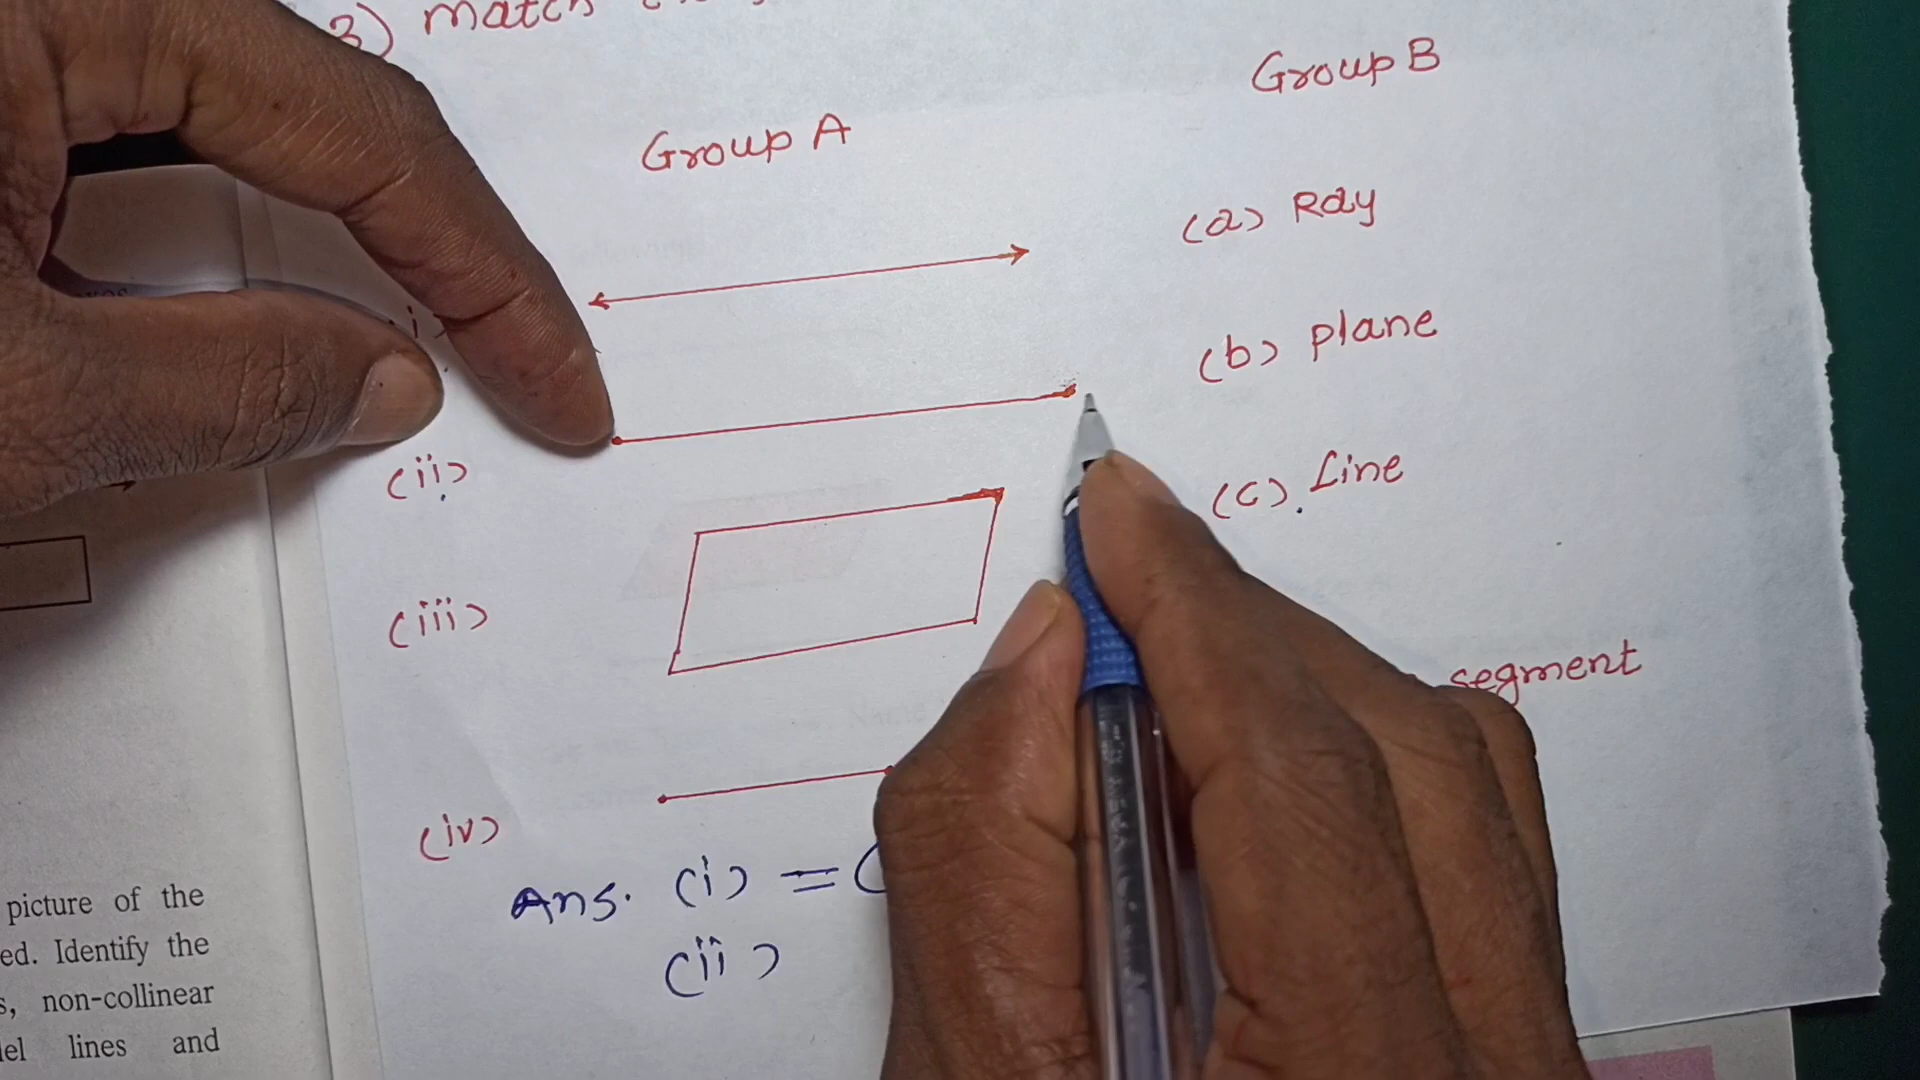 3) match
Group A
Group B
(a) Ray
(b) plane
(ii)
(c). Line
(iii)
segment
(iv)
Ans. (i) = (
(ii)
picture of the
ed. Identify the
s, non-collinear
lel lines and